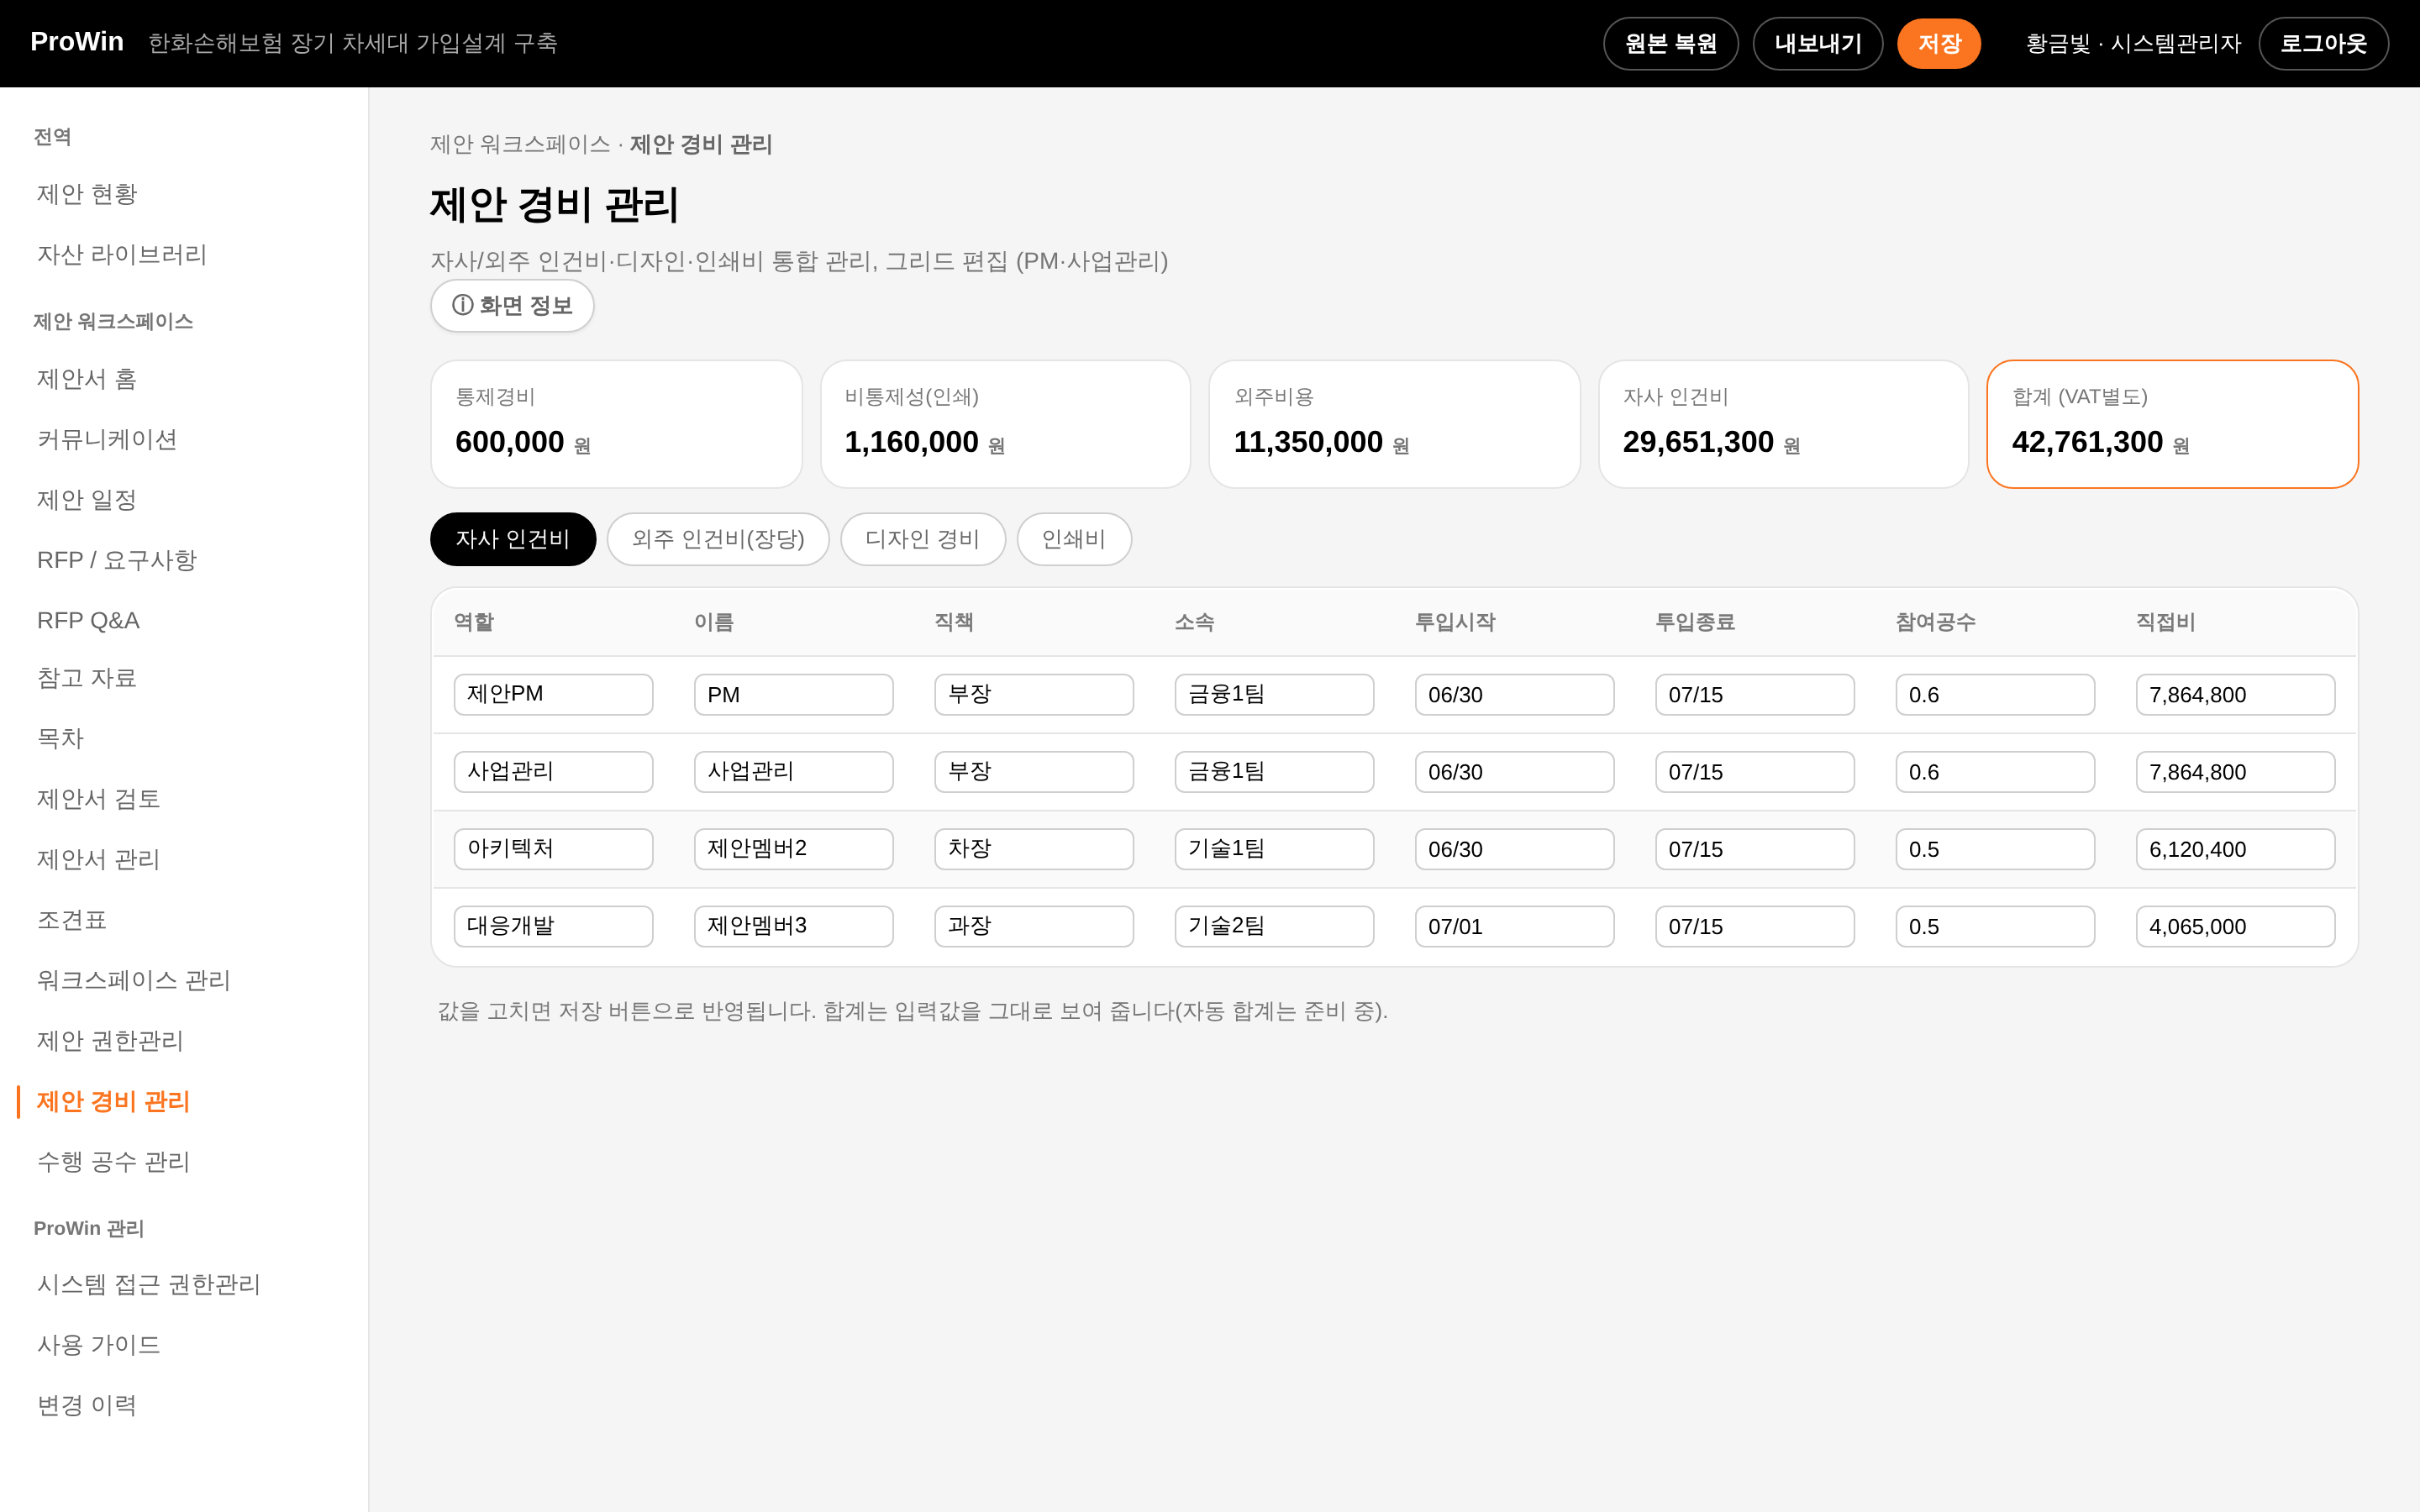 ProWin 한화손해보험 장기 차세대 가입설계 구축 원본 복원 내보내기 저장 황금빛 · 시스템관리자 로그아웃
전역
제안 현황
자산 라이브러리
제안 워크스페이스
제안서 홈
커뮤니케이션
제안 일정
RFP / 요구사항
RFP Q&A
참고 자료
목차
제안서 검토
제안서 관리
조견표
워크스페이스 관리
제안 권한관리
제안 경비 관리
수행 공수 관리
ProWin 관리
시스템 접근 권한관리
사용 가이드
변경 이력
제안 워크스페이스 · 제안 경비 관리
제안 경비 관리
자사/외주 인건비·디자인·인쇄비 통합 관리, 그리드 편집 (PM·사업관리)
ⓘ 화면 정보
통제경비 비통제성(인쇄) 외주비용 자사 인건비 합계 (VAT별도)
600,000 원 1,160,000 원 11,350,000 원 29,651,300 원 42,761,300 원
자사 인건비 외주 인건비(장당) 디자인 경비 인쇄비
역할 이름 직책 소속 투입시작 투입종료 참여공수 직접비
제안PM PM 부장 금융1팀 06/30 07/15 0.6 7,864,800
사업관리 사업관리 부장 금융1팀 06/30 07/15 0.6 7,864,800
아키텍처 제안멤버2 차장 기술1팀 06/30 07/15 0.5 6,120,400
대응개발 제안멤버3 과장 기술2팀 07/01 07/15 0.5 4,065,000
값을 고치면 저장 버튼으로 반영됩니다. 합계는 입력값을 그대로 보여 줍니다(자동 합계는 준비 중).